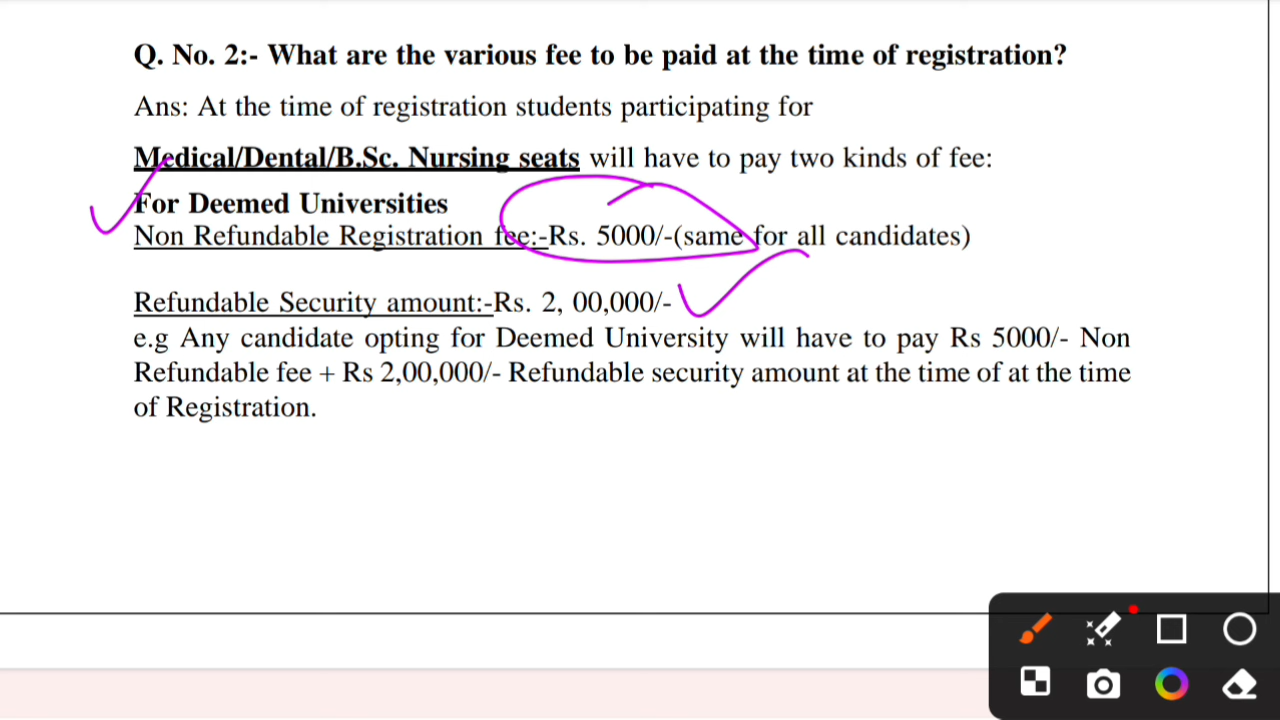 Q. No. 2:- What are the various fee to be paid at the time of registration?
Ans: At the time of registration students participating for
Medical/Dental/B.Sc. Nursing seats will have to pay two kinds of fee:
For Deemed Universities
Non Refundable Registration fee:-Rs. 5000/-(same for all candidates)
Refundable Security amount:-Rs. 2, 00,000/-
e.g Any candidate opting for Deemed University will have to pay Rs 5000/- Non
Refundable fee + Rs 2,00,000/- Refundable security amount at the time of at the time
of Registration.